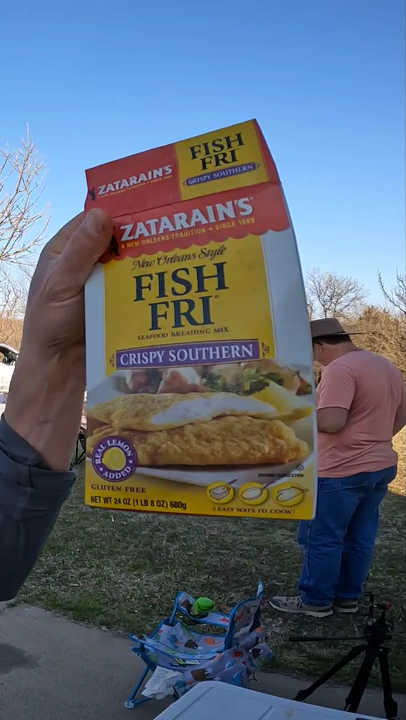 ZATARAIN'S
FISH
FRI
CRISPY SOUTHERN
ZATARAIN'S®
A NEW ORLEANS TRADITION • SINCE 1889
New Orleans Style
FISH
FRI®
SEAFOOD BREADING MIX
CRISPY SOUTHERN
REAL LEMON
ADDED
SERVING SUGGESTION
GLUTEN FREE
NET WT 24 OZ (1 LB 8 OZ) 680g
3 EASY WAYS TO COOK!